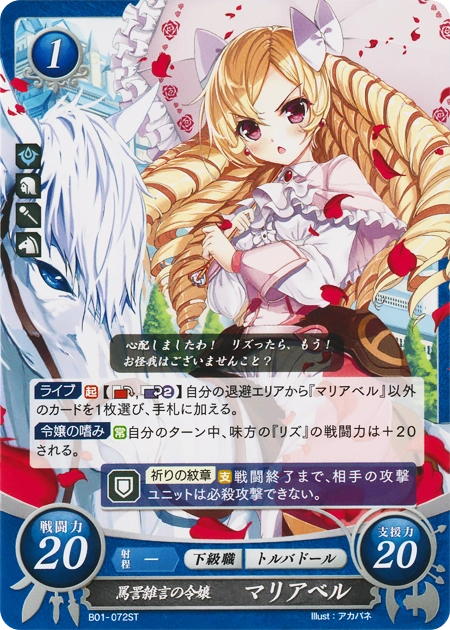 1
心配しましたわ! リズったら、もう!
お怪我はございませんこと?
ライブ 起【 , 2】自分の退避エリアから『マリアベル』以外
のカードを1枚選び、手札に加える。
令嬢の嗜み 常自分のターン中、味方の『リズ』の戦闘力は+20
される。
祈りの紋章 支戦闘終了まで、相手の攻撃
ユニットは必殺攻撃できない。
戦闘力
20
射程 — 下級職 トルバドール
支援力
20
罵詈雑言の令嬢 マリアベル
B01-072ST
Illust:アカバネ